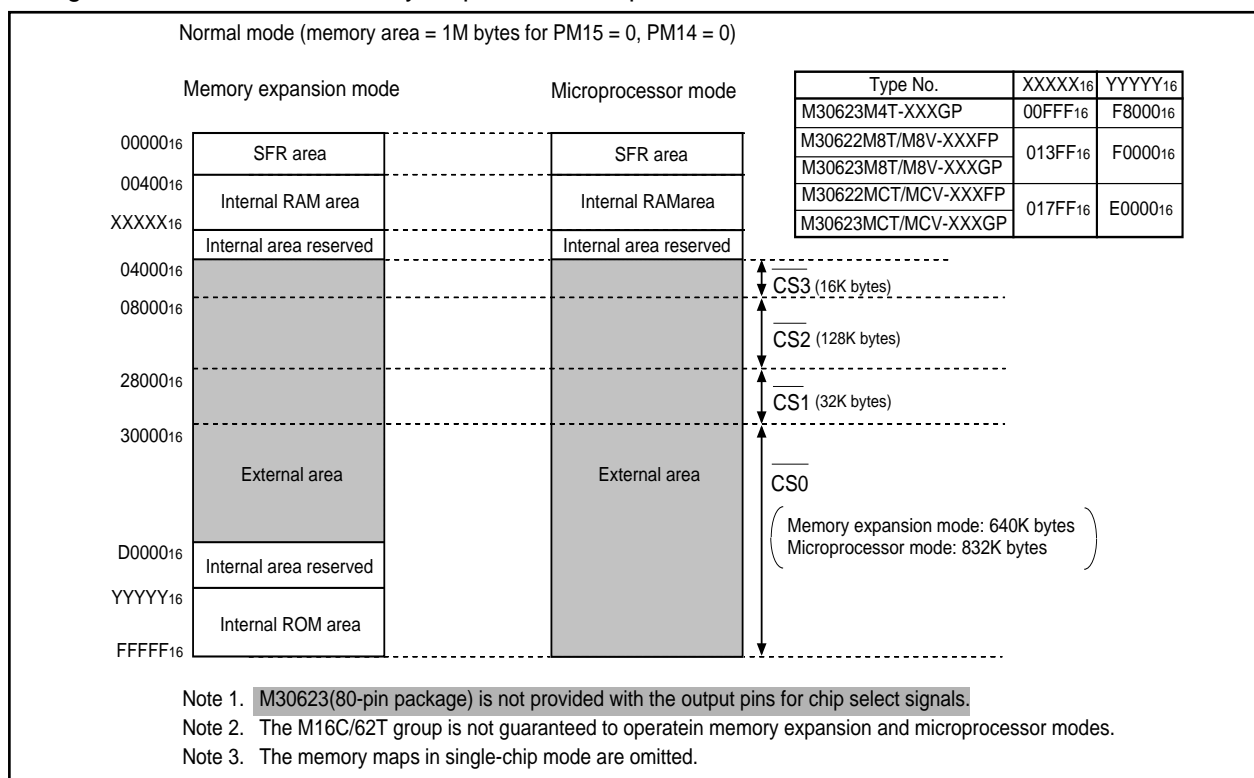 Normal mode (memory area = 1M bytes for PM15 = 0, PM14 = 0)
Memory expansion mode
Microprocessor mode
Type No. XXXXX16 YYYYY16
M30623M4T-XXXGP 00FFF16 F800016
M30622M8T/M8V-XXXFP 013FF16 F000016
M30623M8T/M8V-XXXGP
M30622MCT/MCV-XXXFP 017FF16 E000016
M30623MCT/MCV-XXXGP
0000016
SFR area SFR area
0040016
Internal RAM area Internal RAMarea
XXXXX16
Internal area reserved Internal area reserved
0400016
CS3 (16K bytes)
0800016
CS2 (128K bytes)
2800016
CS1 (32K bytes)
3000016
External area External area CS0
Memory expansion mode: 640K bytes
Microprocessor mode: 832K bytes
D000016
Internal area reserved
YYYYY16
Internal ROM area
FFFFF16
Note 1. M30623(80-pin package) is not provided with the output pins for chip select signals.
Note 2. The M16C/62T group is not guaranteed to operatein memory expansion and microprocessor modes.
Note 3. The memory maps in single-chip mode are omitted.